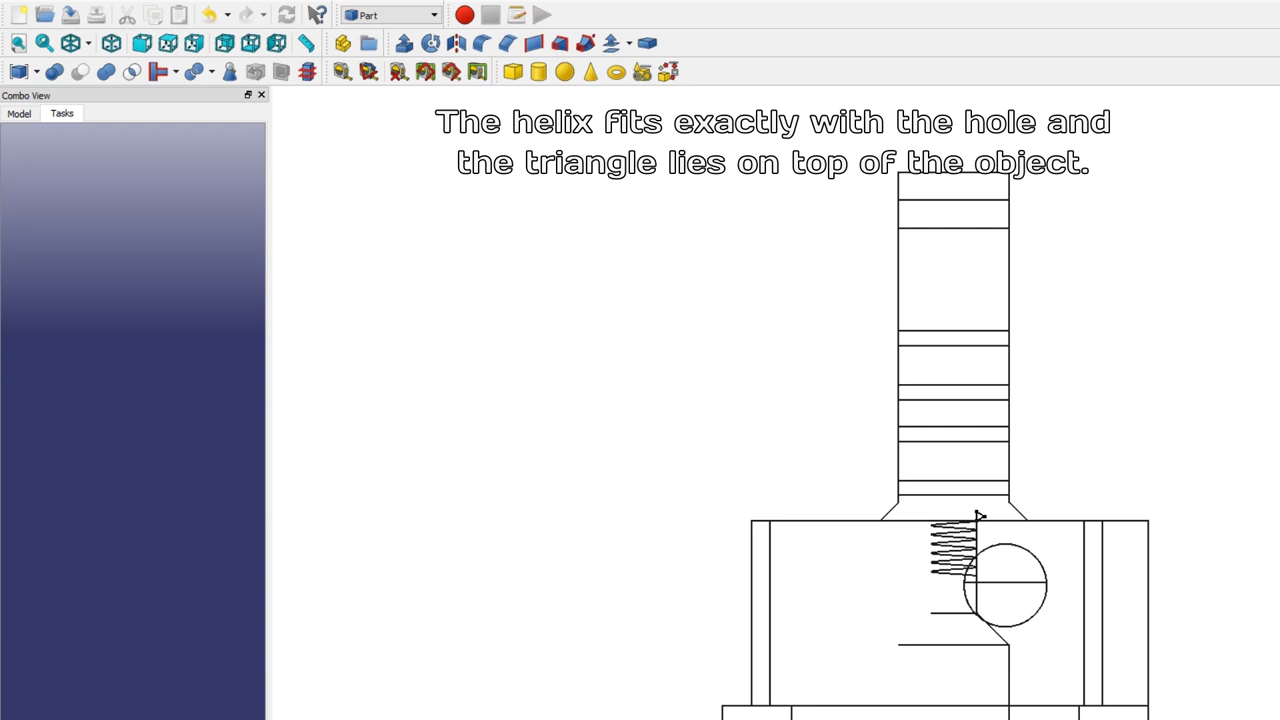 Part
Combo View
Model
Tasks
The helix fits exactly with the hole and
the triangle lies on top of the object.